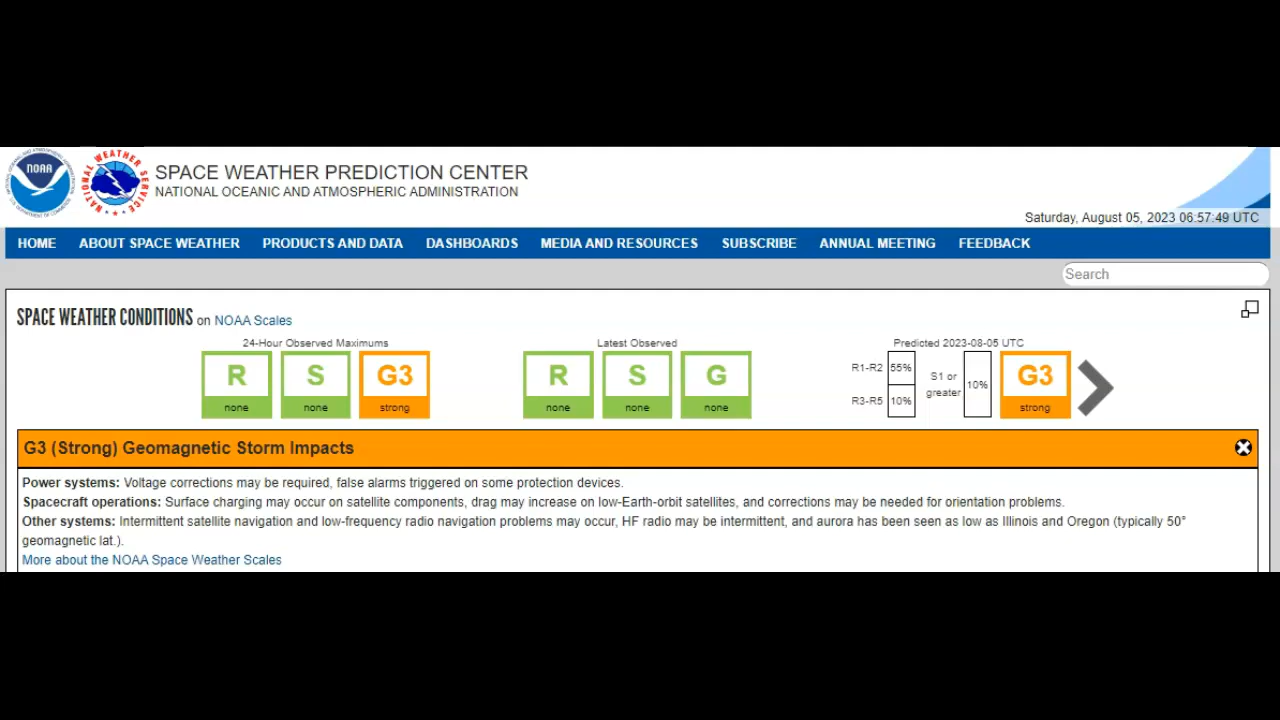 NOAA
NATIONAL WEATHER SERVICE
SPACE WEATHER PREDICTION CENTER
NATIONAL OCEANIC AND ATMOSPHERIC ADMINISTRATION
Saturday, August 05, 2023 06:57:49 UTC
HOME ABOUT SPACE WEATHER PRODUCTS AND DATA DASHBOARDS MEDIA AND RESOURCES SUBSCRIBE ANNUAL MEETING FEEDBACK
Search
SPACE WEATHER CONDITIONS on NOAA Scales
24-Hour Observed Maximums
R S G3
none none strong
Latest Observed
R S G
none none none
Predicted 2023-08-05 UTC
R1-R2 55%
R3-R5 10%
S1 or
greater
10%
G3
strong
G3 (Strong) Geomagnetic Storm Impacts
Power systems: Voltage corrections may be required, false alarms triggered on some protection devices.
Spacecraft operations: Surface charging may occur on satellite components, drag may increase on low-Earth-orbit satellites, and corrections may be needed for orientation problems.
Other systems: Intermittent satellite navigation and low-frequency radio navigation problems may occur, HF radio may be intermittent, and aurora has been seen as low as Illinois and Oregon (typically 50°
geomagnetic lat.).
More about the NOAA Space Weather Scales